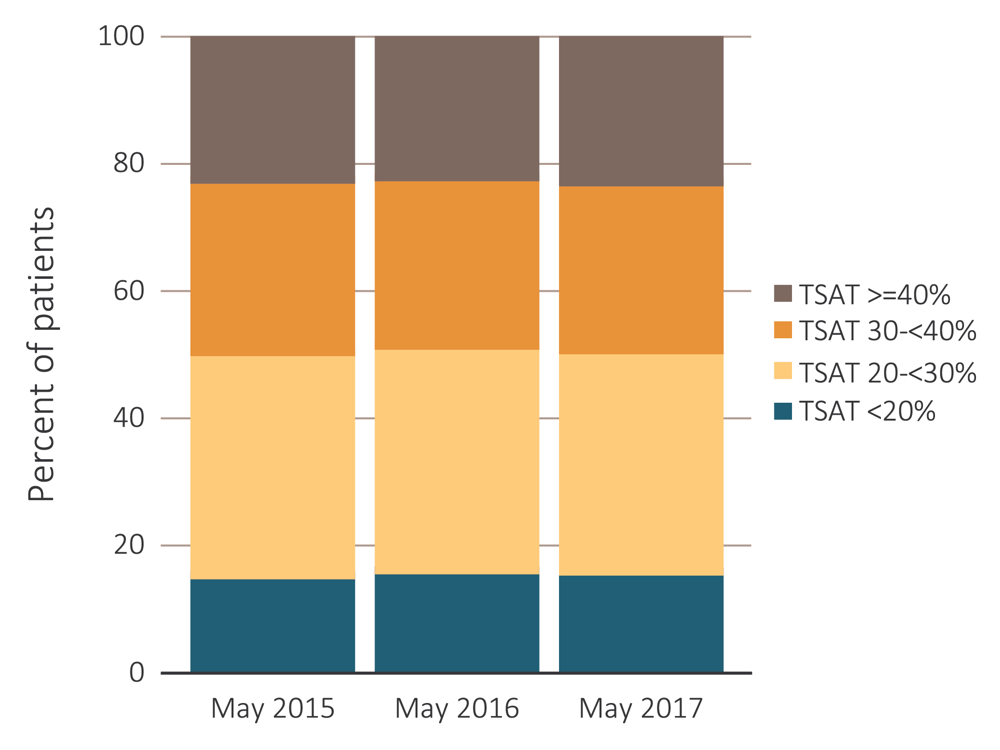 Percent of patients
100
80
60
40
20
0
May 2015
May 2016
May 2017
TSAT >=40%
TSAT 30-<40%
TSAT 20-<30%
TSAT <20%